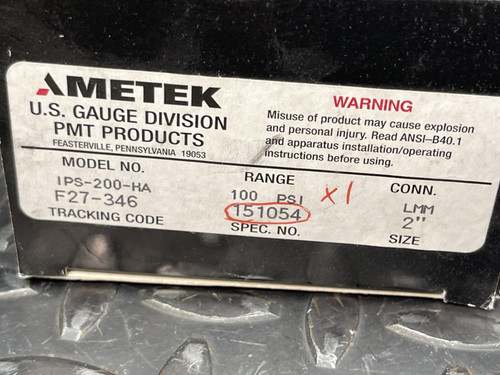 AMETEK
U.S. GAUGE DIVISION
PMT PRODUCTS
FEASTERVILLE, PENNSYLVANIA 19053
WARNING
Misuse of product may cause explosion
and personal injury. Read ANSI-B40.1
and apparatus installation/operating
instructions before using.
MODEL NO. RANGE CONN.
IPS-200-HA 100 PSI X1 LMM
F27-346 151054 2"
TRACKING CODE SPEC. NO. SIZE